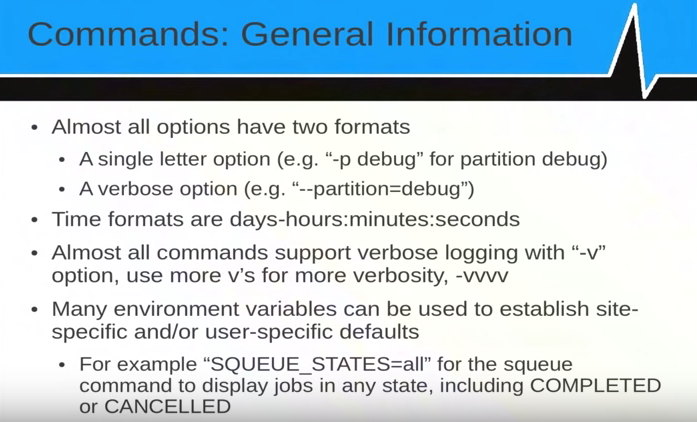 Commands: General Information
• Almost all options have two formats
• A single letter option (e.g. “-p debug” for partition debug)
• A verbose option (e.g. “--partition=debug”)
• Time formats are days-hours:minutes:seconds
• Almost all commands support verbose logging with “-v”
option, use more v’s for more verbosity, -vvvv
• Many environment variables can be used to establish site-
specific and/or user-specific defaults
• For example “SQUEUE_STATES=all” for the squeue
command to display jobs in any state, including COMPLETED
or CANCELLED